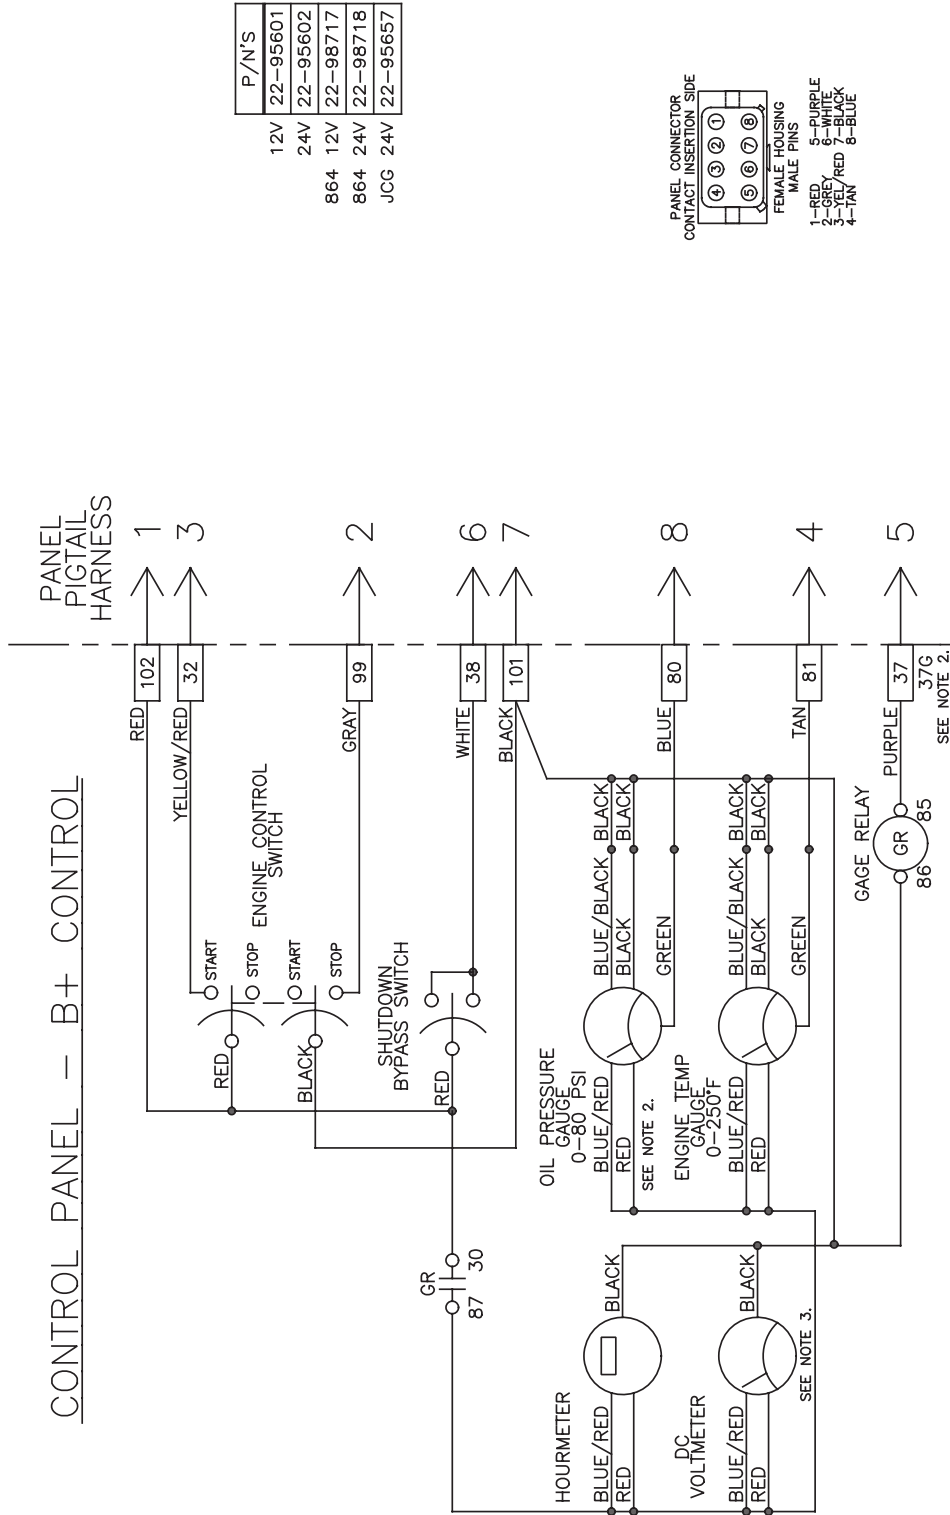 CONTROL PANEL - B+ CONTROL
PANEL
PIGTAIL
HARNESS
RED
102
1
YELLOW/RED
32
3
START
STOP
ENGINE CONTROL
SWITCH
RED
START
STOP
BLACK
GRAY
99
2
SHUTDOWN
BYPASS SWITCH
RED
WHITE
38
6
BLACK
101
7
GR
87
30
OIL PRESSURE
GAUGE
0-80 PSI
BLUE/RED
RED
SEE NOTE 2.
BLUE/BLACK
BLACK
BLACK
BLACK
GREEN
BLUE
80
8
ENGINE TEMP
GAUGE
0-250°F
BLUE/RED
RED
BLUE/BLACK
BLACK
BLACK
BLACK
GREEN
TAN
81
4
HOURMETER
BLUE/RED
RED
BLACK
DC
VOLTMETER
BLUE/RED
RED
BLACK
SEE NOTE 3.
GAGE RELAY
86
GR
85
PURPLE
37
37G
SEE NOTE 2.
5
P/N'S
12V 22-95601
24V 22-95602
864 12V 22-98717
864 24V 22-98718
JCG 24V 22-95657
PANEL CONNECTOR
CONTACT INSERTION SIDE
4 3 2 1
5 6 7 8
FEMALE HOUSING
MALE PINS
1-RED 5-PURPLE
2-GREY 6-WHITE
3-YEL/RED 7-BLACK
4-TAN 8-BLUE